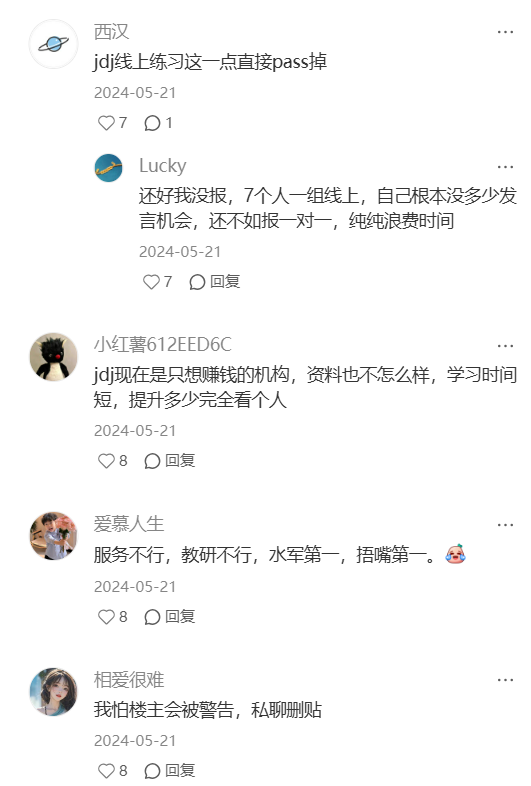 西汉
jdj线上练习这一点直接pass掉
2024-05-21
7 1
Lucky
还好我没报，7个人一组线上，自己根本没多少发
言机会，还不如报一对一，纯纯浪费时间
2024-05-21
7 回复
小红薯612EED6C
jdj现在是只想赚钱的机构，资料也不怎么样，学习时间
短，提升多少完全看个人
2024-05-21
8 回复
爱慕人生
服务不行，教研不行，水军第一，捂嘴第一。
2024-05-21
8 回复
相爱很难
我怕楼主会被警告，私聊删贴
2024-05-21
8 回复